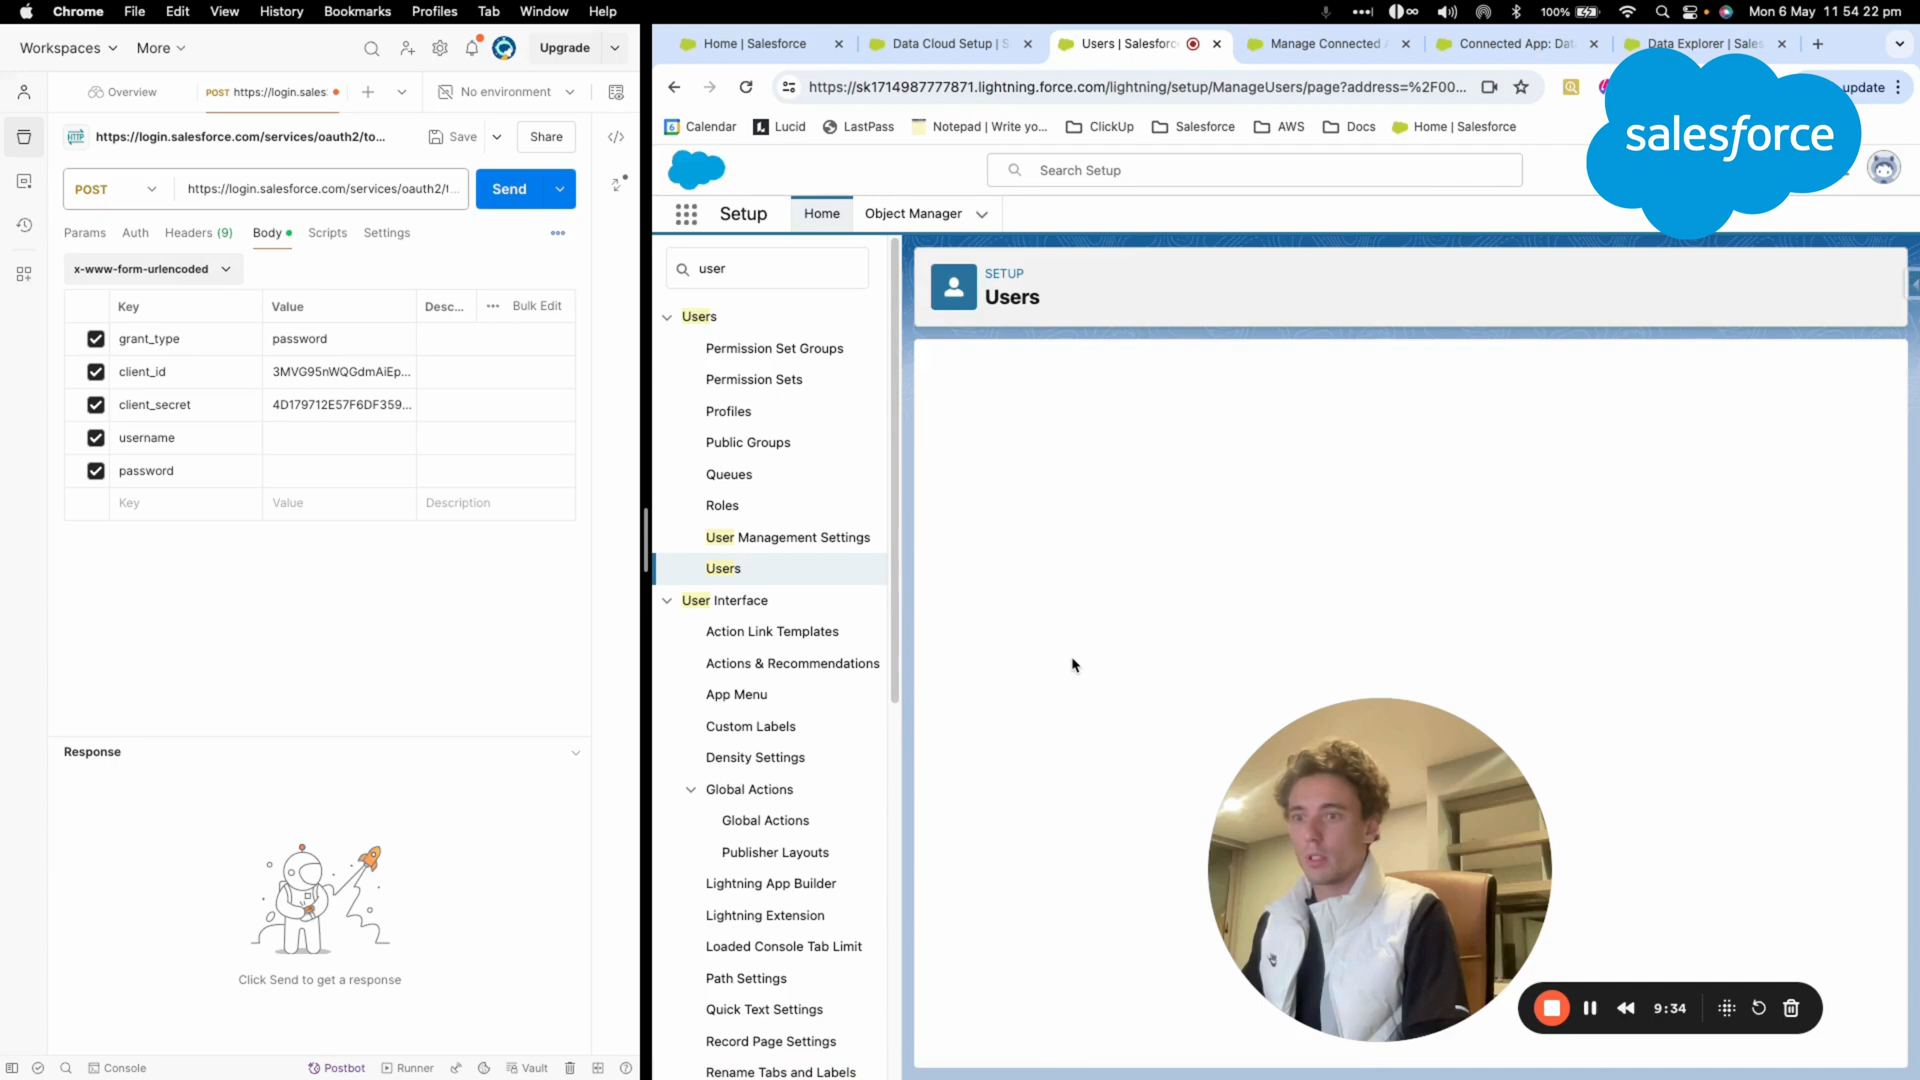 Chrome File Edit View History Bookmarks Profiles Tab Window Help
100% Mon 6 May 11 54 22 pm
Workspaces More Upgrade
Overview POST https://login.sales No environment
https://login.salesforce.com/services/oauth2/to... Save Share
POST https://login.salesforce.com/services/oauth2/t... Send
Params Auth Headers (9) Body Scripts Settings
x-www-form-urlencoded
Key Value Desc... Bulk Edit
grant_type password
client_id 3MVG95nWQGdmAiEp...
client_secret 4D179712E57F6DF359...
username
password
Key Value Description
Response
Click Send to get a response
Console Postbot Runner Vault
Home | Salesforce Data Cloud Setup | S Users | Salesforc Manage Connected A Connected App: Dat Data Explorer | Sales
https://sk1714987777871.lightning.force.com/lightning/setup/ManageUsers/page?address=%2F00... update
Calendar Lucid LastPass Notepad | Write yo... ClickUp Salesforce AWS Docs Home | Salesforce
salesforce
Search Setup
Setup Home Object Manager
user
Users
Permission Set Groups
Permission Sets
Profiles
Public Groups
Queues
Roles
User Management Settings
Users
User Interface
Action Link Templates
Actions & Recommendations
App Menu
Custom Labels
Density Settings
Global Actions
Global Actions
Publisher Layouts
Lightning App Builder
Lightning Extension
Loaded Console Tab Limit
Path Settings
Quick Text Settings
Record Page Settings
Rename Tabs and Labels
SETUP
Users
9:34